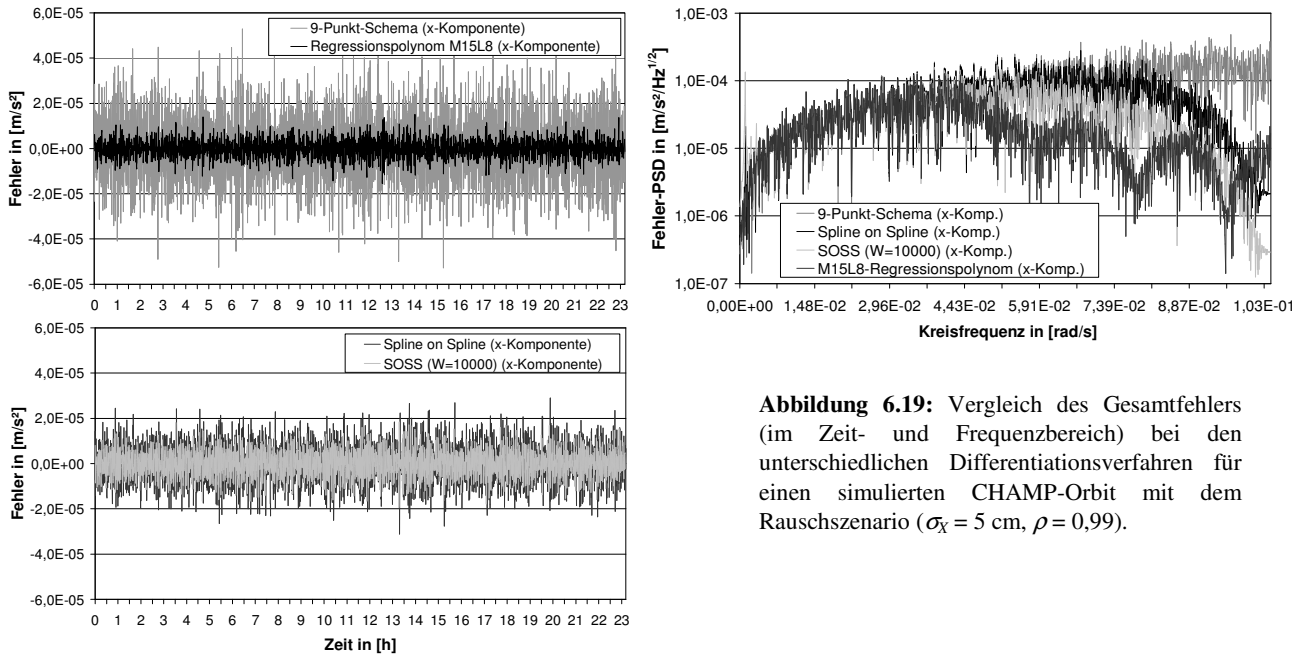 6,0E-05
4,0E-05
2,0E-05
0,0E+00
-2,0E-05
-4,0E-05
-6,0E-05
Fehler in [m/s²]
9-Punkt-Schema (x-Komponente)
Regressionspolynom M15L8 (x-Komponente)
0 1 2 3 4 5 6 7 8 9 10 11 12 13 14 15 16 17 18 19 20 21 22 23
1,0E-03
1,0E-04
1,0E-05
1,0E-06
1,0E-07
Fehler-PSD in [m/s²/Hz^1/2]
9-Punkt-Schema (x-Komp.)
Spline on Spline (x-Komp.)
SOSS (W=10000) (x-Komp.)
M15L8-Regressionspolynom (x-Komp.)
0,00E+00 1,48E-02 2,96E-02 4,43E-02 5,91E-02 7,39E-02 8,87E-02 1,03E-01
Kreisfrequenz in [rad/s]
6,0E-05
4,0E-05
2,0E-05
0,0E+00
-2,0E-05
-4,0E-05
-6,0E-05
Fehler in [m/s²]
Spline on Spline (x-Komponente)
SOSS (W=10000) (x-Komponente)
0 1 2 3 4 5 6 7 8 9 10 11 12 13 14 15 16 17 18 19 20 21 22 23
Zeit in [h]
Abbildung 6.19: Vergleich des Gesamtfehlers
(im Zeit- und Frequenzbereich) bei den
unterschiedlichen Differentiationsverfahren für
einen simulierten CHAMP-Orbit mit dem
Rauschszenario (σX = 5 cm, ρ = 0,99).